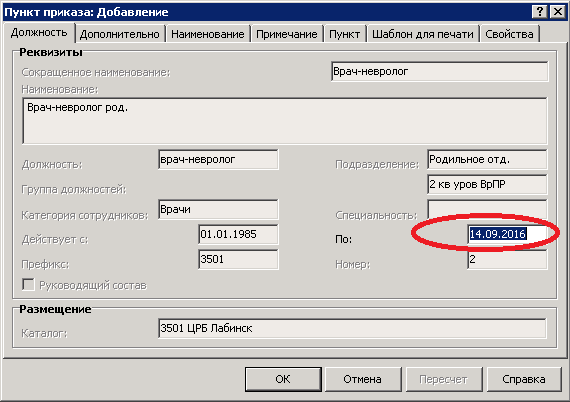 Пункт приказа: Добавление
Должность Дополнительно Наименование Примечание Пункт Шаблон для печати Свойства
Реквизиты
Сокращенное наименование: Врач-невролог
Наименование:
Врач-невролог род.
Должность: врач-невролог Подразделение: Родильное отд.
Группа должностей: 2 кв уров ВрПР
Категория сотрудников: Врачи Специальность:
Действует с: 01.01.1985 По: 14.09.2016
Префикс: 3501 Номер: 2
Руководящий состав
Размещение
Каталог: 3501 ЦРБ Лабинск
ОК Отмена Пересчет Справка